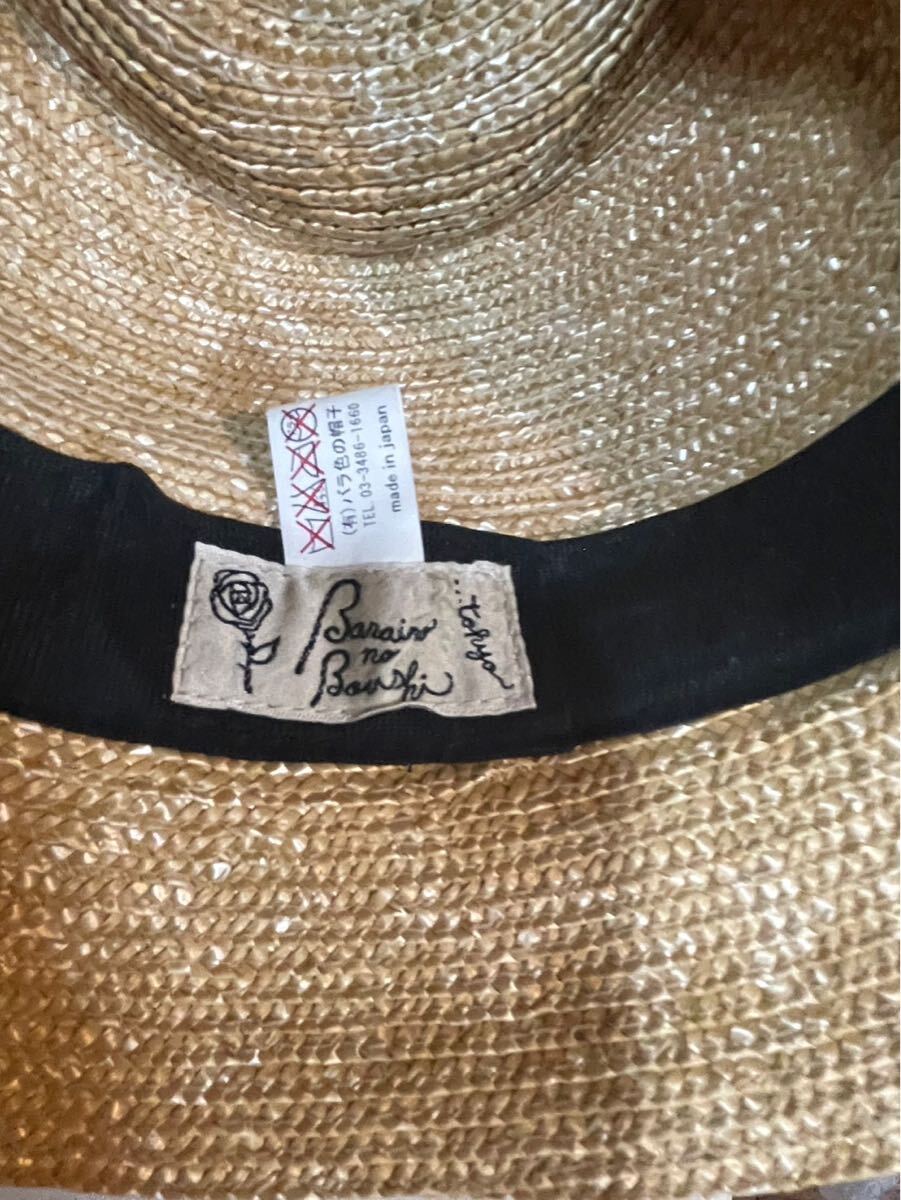 (有)バラ色の帽子
TEL 03-3486-1660
made in japan
Barairo
no
Boushi
...tokyo